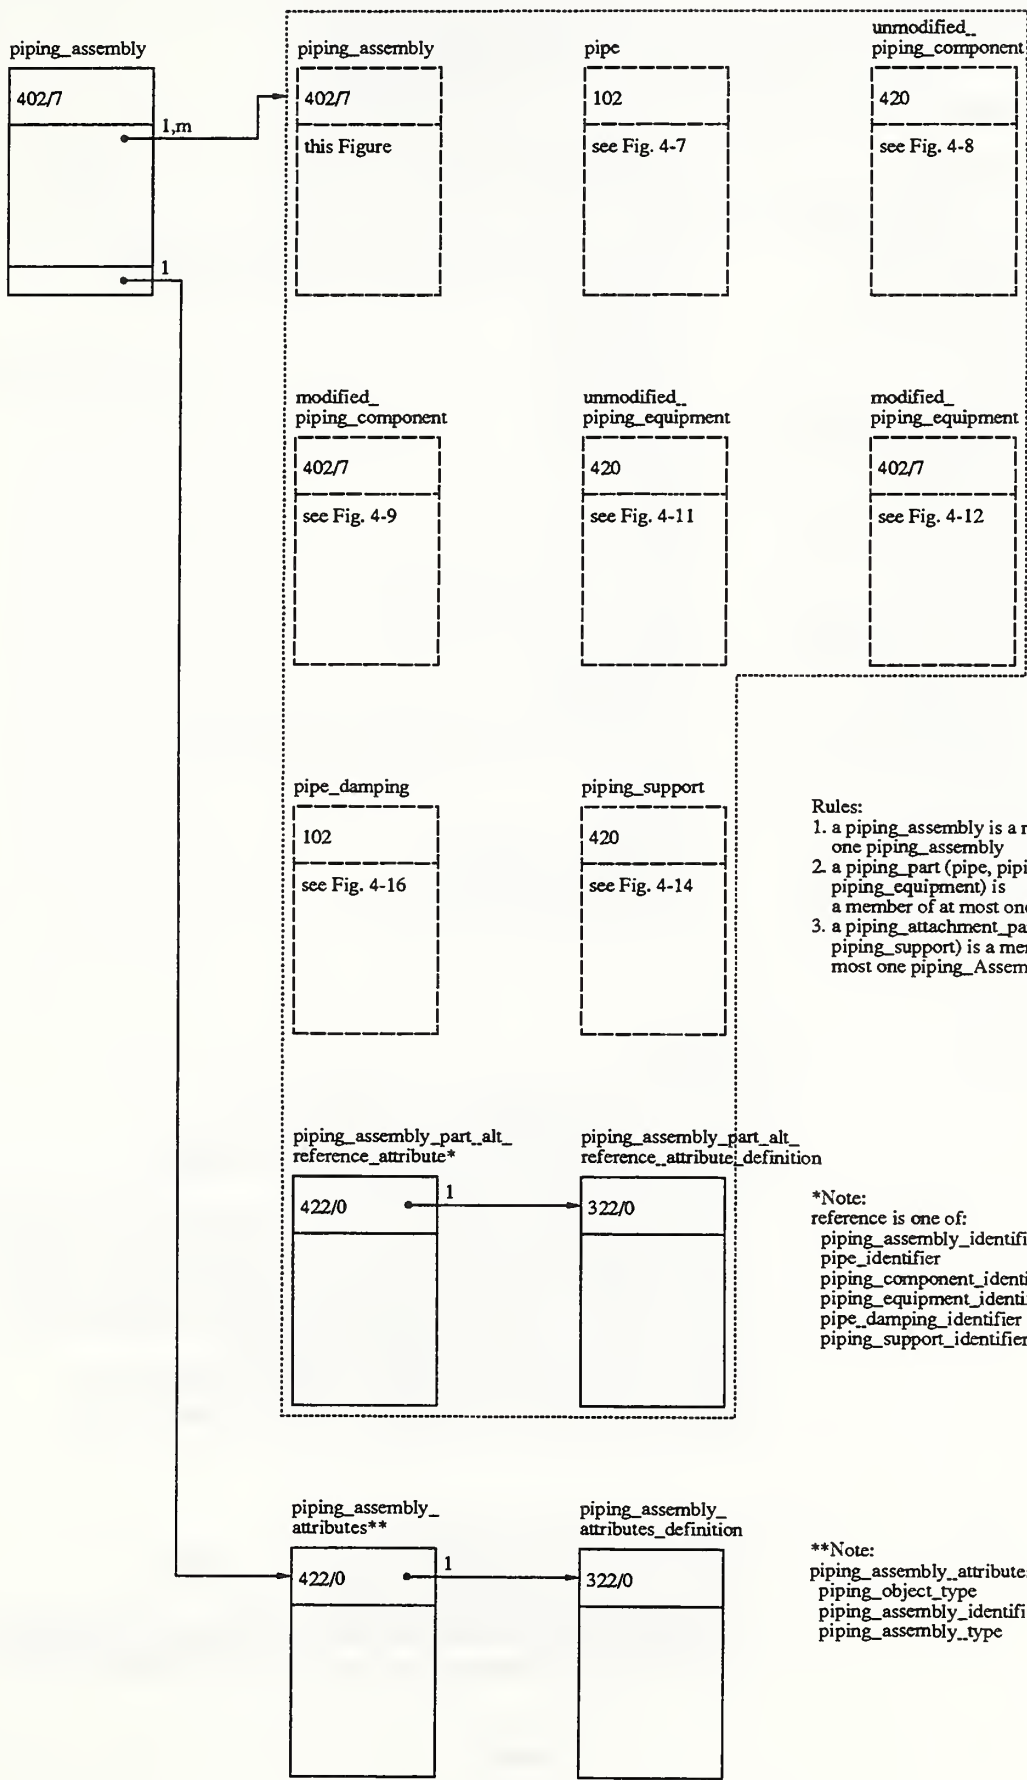 piping_assembly
402/7
1,m
1
piping_assembly
402/7
this Figure
pipe
102
see Fig. 4-7
unmodified_
piping_component
420
see Fig. 4-8
modified_
piping_component
402/7
see Fig. 4-9
unmodified_
piping_equipment
420
see Fig. 4-11
modified_
piping_equipment
402/7
see Fig. 4-12
pipe_damping
102
see Fig. 4-16
piping_support
420
see Fig. 4-14
Rules:
1. a piping_assembly is a
one piping_assembly
2. a piping_part (pipe,
piping_equipment) is
a member of at most
3. a piping_attachment
piping_support) is a
most one
piping_assembly_part_alt_
reference_attribute*
422/0
1
piping_assembly_part_alt_
reference_attribute_definition
322/0
*Note:
reference is one of:
piping_assembly_identifi
pipe_identifier
piping_component_identi
piping_equipment_identi
pipe_damping_identifier
piping_support_identifier
piping_assembly_
attributes**
422/0
1
piping_assembly_
attributes_definition
322/0
**Note:
piping_assembly_attribute
piping_object_type
piping_assembly_identifi
piping_assembly_type